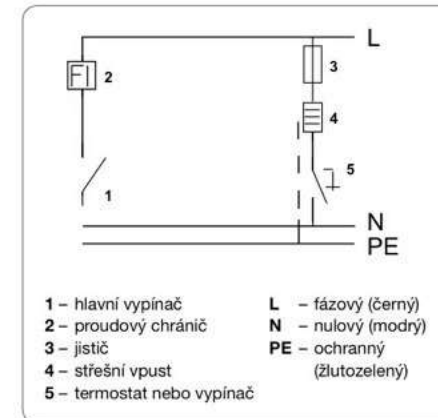 L
FI 2
3
4
5
1
N
PE
1 – hlavní vypínač
2 – proudový chránič
3 – jistič
4 – střešní vpust
5 – termostat nebo vypínač
L – fázový (černý)
N – nulový (modrý)
PE – ochranný
(žlutozelený)